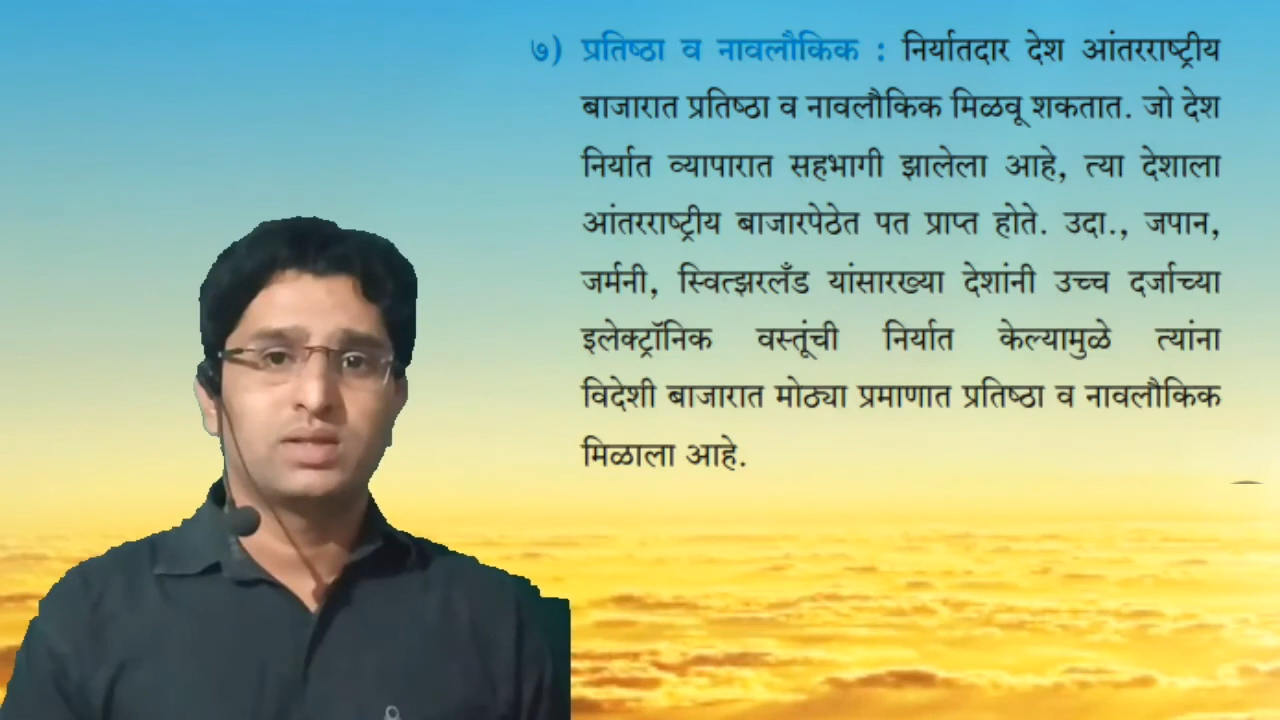 ७) प्रतिष्ठा व नावलौकिक : निर्यातदार देश आंतरराष्ट्रीय
बाजारात प्रतिष्ठा व नावलौकिक मिळवू शकतात. जो देश
निर्यात व्यापारात सहभागी झालेला आहे, त्या देशाला
आंतरराष्ट्रीय बाजारपेठेत पत प्राप्त होते. उदा., जपान,
जर्मनी, स्वित्झरलँड यांसारख्या देशांनी उच्च दर्जाच्या
इलेक्ट्रॉनिक वस्तूंची निर्यात केल्यामुळे त्यांना
विदेशी बाजारात मोठ्या प्रमाणात प्रतिष्ठा व नावलौकिक
मिळाला आहे.